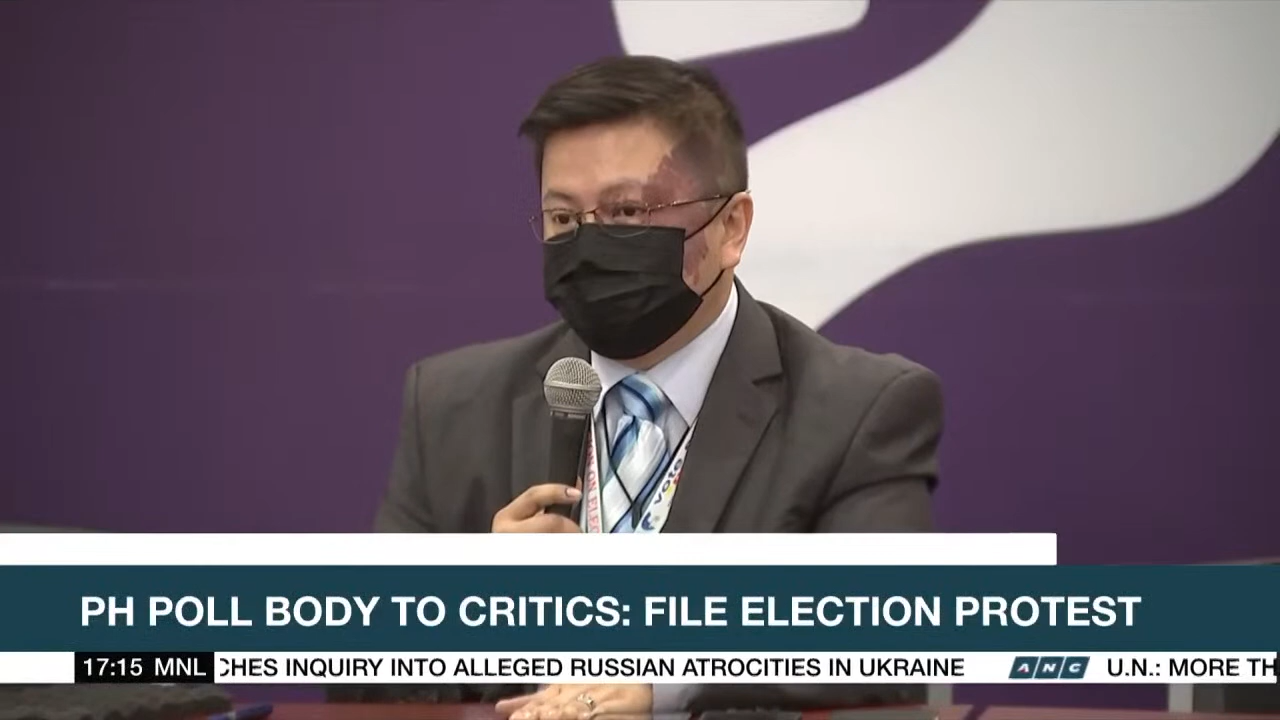 vote
PH POLL BODY TO CRITICS: FILE ELECTION PROTEST
17:15 MNL CHES INQUIRY INTO ALLEGED RUSSIAN ATROCITIES IN UKRAINE ANC U.N.: MORE TH